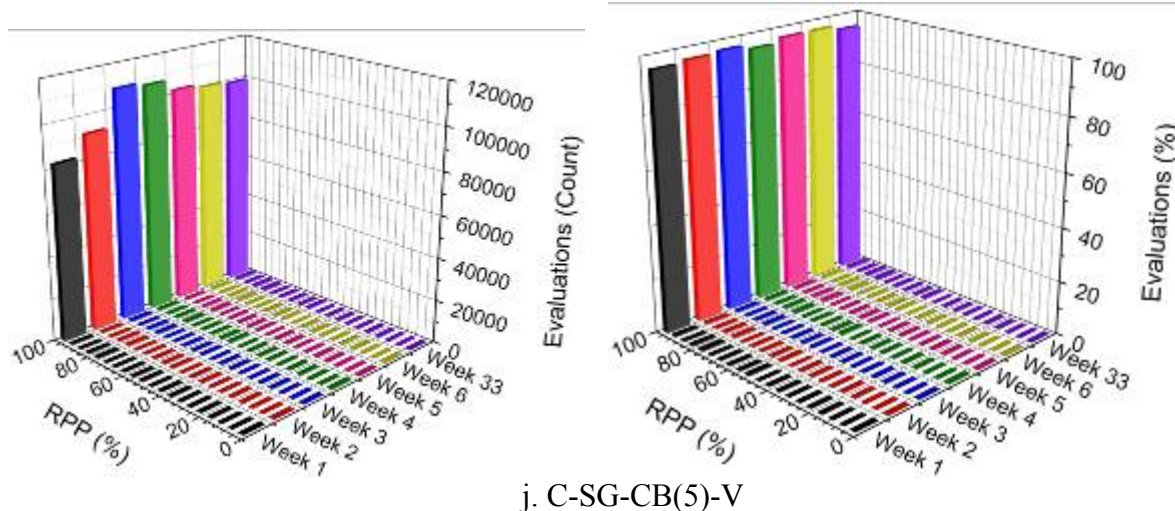 120000
100000
80000
60000
40000
20000
0
Evaluations (Count)
100
80
60
40
20
0
RPP (%)
Week 33
Week 6
Week 5
Week 4
Week 3
Week 2
Week 1
100
80
60
40
20
0
Evaluations (%)
100
80
60
40
20
0
RPP (%)
Week 33
Week 6
Week 5
Week 4
Week 3
Week 2
Week 1
j. C-SG-CB(5)-V